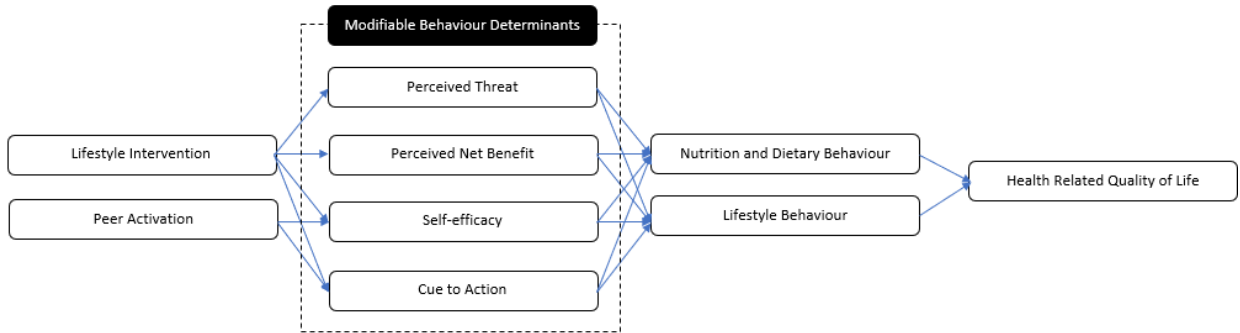 Modifiable Behaviour Determinants
Perceived Threat
Lifestyle Intervention
Perceived Net Benefit
Nutrition and Dietary Behaviour
Health Related Quality of Life
Peer Activation
Self-efficacy
Lifestyle Behaviour
Cue to Action